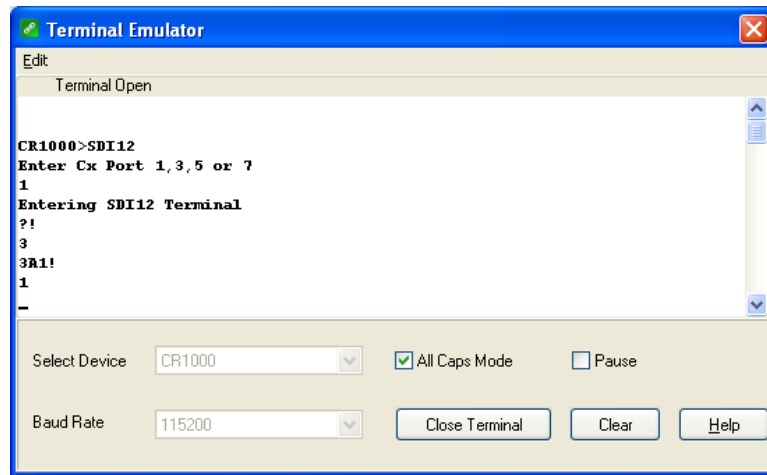 Terminal Emulator
Edit
Terminal Open
CR1000>SDI12
Enter Cx Port 1,3,5 or 7
1
Entering SDI12 Terminal
?!
3
3A1!
1
Select Device CR1000 All Caps Mode Pause
Baud Rate 115200 Close Terminal Clear Help